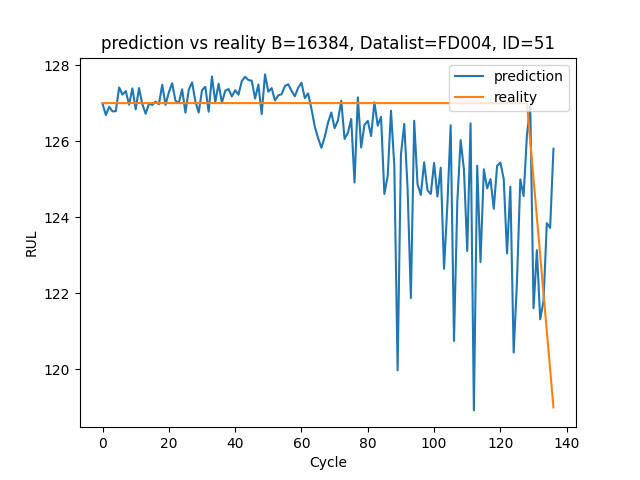 prediction vs reality B=16384, Datalist=FD004, ID=51
128
126
124
122
120
RUL
0 20 40 60 80 100 120 140
Cycle
prediction
reality